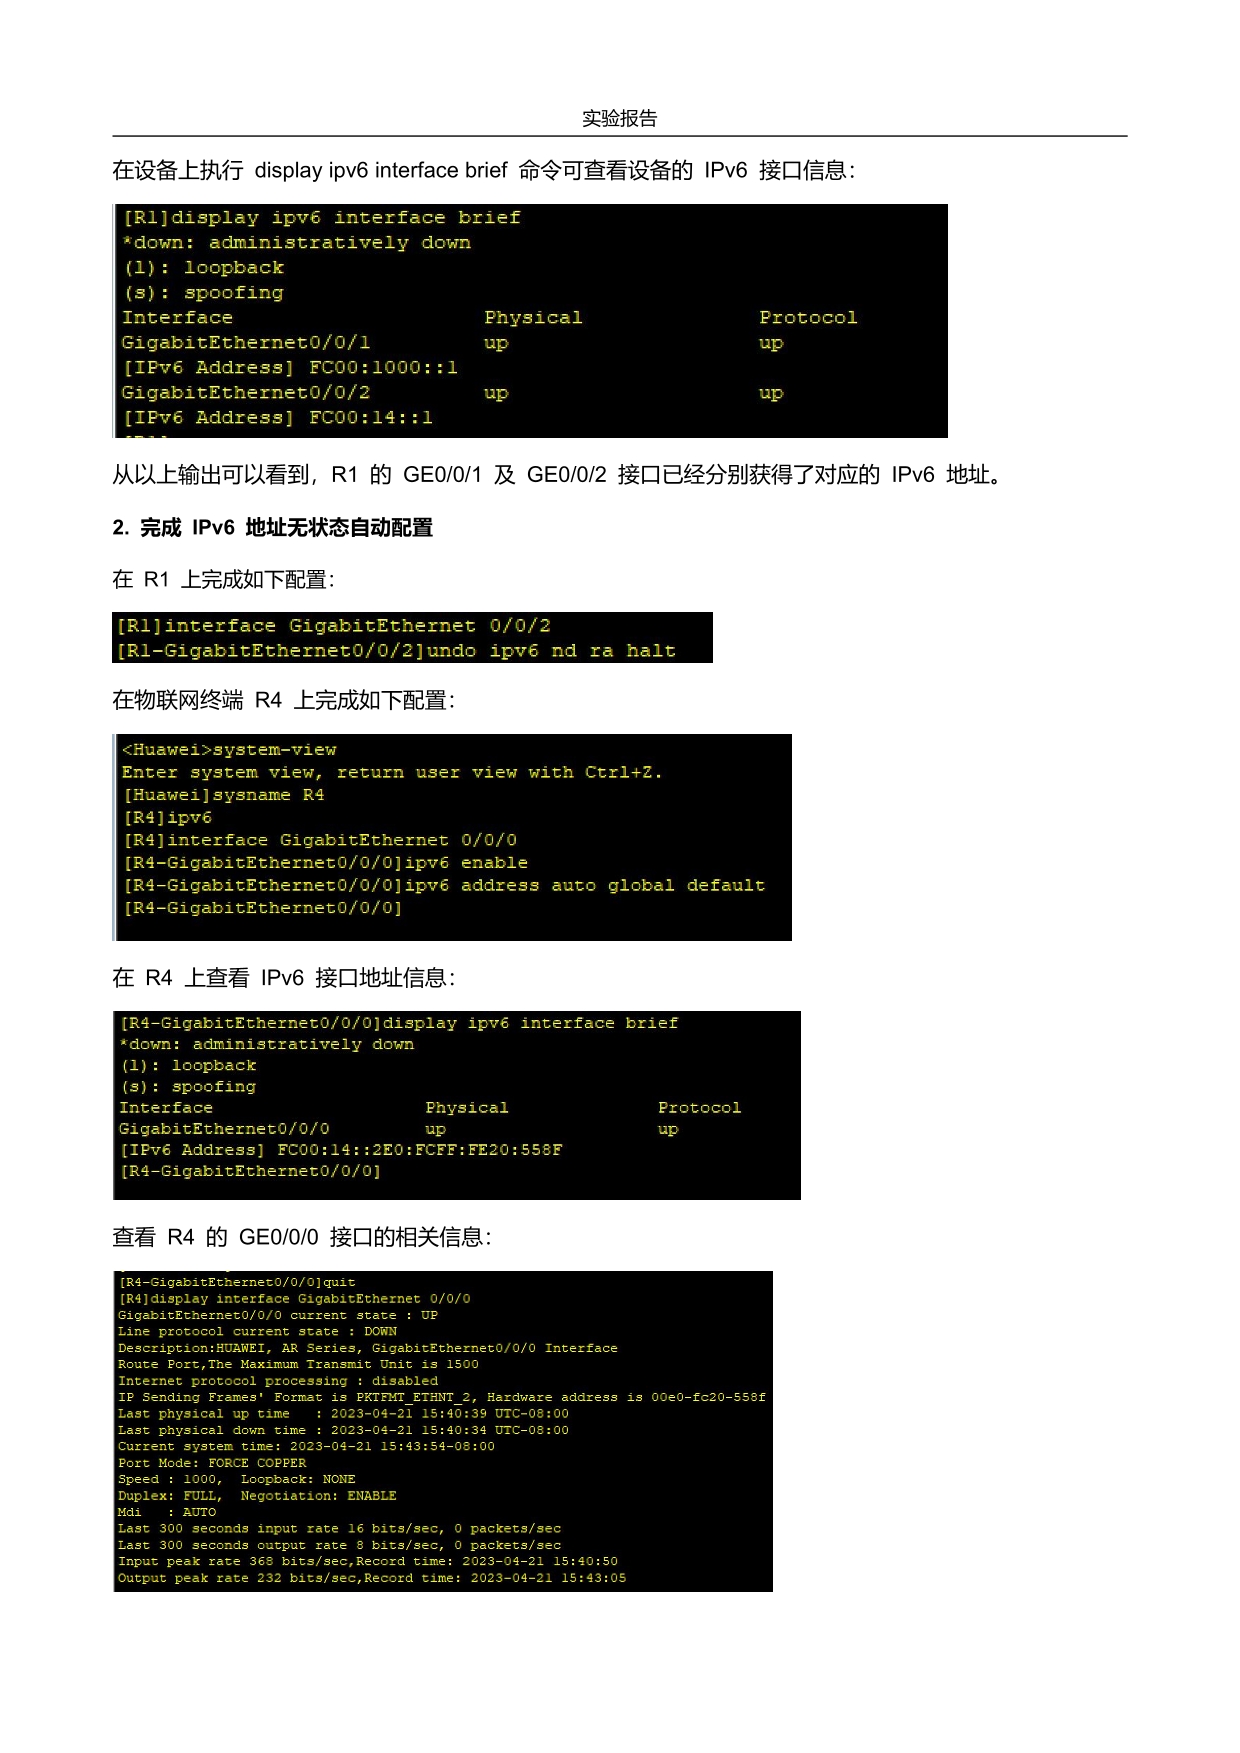 实验报告
在设备上执行 display ipv6 interface brief 命令可查看设备的 IPv6 接口信息：
[R1]display ipv6 interface brief
*down: administratively down
(l): loopback
(s): spoofing
Interface Physical Protocol
GigabitEthernet0/0/1 up up
[IPv6 Address] FC00:1000::1
GigabitEthernet0/0/2 up up
[IPv6 Address] FC00:14::1
从以上输出可以看到，R1 的 GE0/0/1 及 GE0/0/2 接口已经分别获得了对应的 IPv6 地址。
2. 完成 IPv6 地址无状态自动配置
在 R1 上完成如下配置：
[R1]interface GigabitEthernet 0/0/2
[R1-GigabitEthernet0/0/2]undo ipv6 nd ra halt
在物联网终端 R4 上完成如下配置：
<Huawei>system-view
Enter system view, return user view with Ctrl+Z.
[Huawei]sysname R4
[R4]ipv6
[R4]interface GigabitEthernet 0/0/0
[R4-GigabitEthernet0/0/0]ipv6 enable
[R4-GigabitEthernet0/0/0]ipv6 address auto global default
[R4-GigabitEthernet0/0/0]
在 R4 上查看 IPv6 接口地址信息：
[R4-GigabitEthernet0/0/0]display ipv6 interface brief
*down: administratively down
(l): loopback
(s): spoofing
Interface Physical Protocol
GigabitEthernet0/0/0 up up
[IPv6 Address] FC00:14::2E0:FCFF:FE20:558F
[R4-GigabitEthernet0/0/0]
查看 R4 的 GE0/0/0 接口的相关信息：
[R4-GigabitEthernet0/0/0]quit
[R4]display interface GigabitEthernet 0/0/0
GigabitEthernet0/0/0 current state : UP
Line protocol current state : DOWN
Description:HUAWEI, AR Series, GigabitEthernet0/0/0 Interface
Route Port,The Maximum Transmit Unit is 1500
Internet protocol processing : disabled
IP Sending Frames' Format is PKTFMT_ETHNT_2, Hardware address is 00e0-fc20-558f
Last physical up time : 2023-04-21 15:40:39 UTC-08:00
Last physical down time : 2023-04-21 15:40:34 UTC-08:00
Current system time: 2023-04-21 15:43:54-08:00
Port Mode: FORCE COPPER
Speed : 1000, Loopback: NONE
Duplex: FULL, Negotiation: ENABLE
Mdi : AUTO
Last 300 seconds input rate 16 bits/sec, 0 packets/sec
Last 300 seconds output rate 8 bits/sec, 0 packets/sec
Input peak rate 368 bits/sec,Record time: 2023-04-21 15:40:50
Output peak rate 232 bits/sec,Record time: 2023-04-21 15:43:05